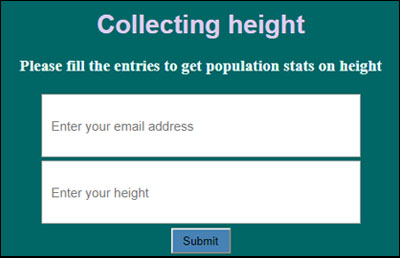 Collecting height
Please fill the entries to get population stats on height
Enter your email address
Enter your height
Submit